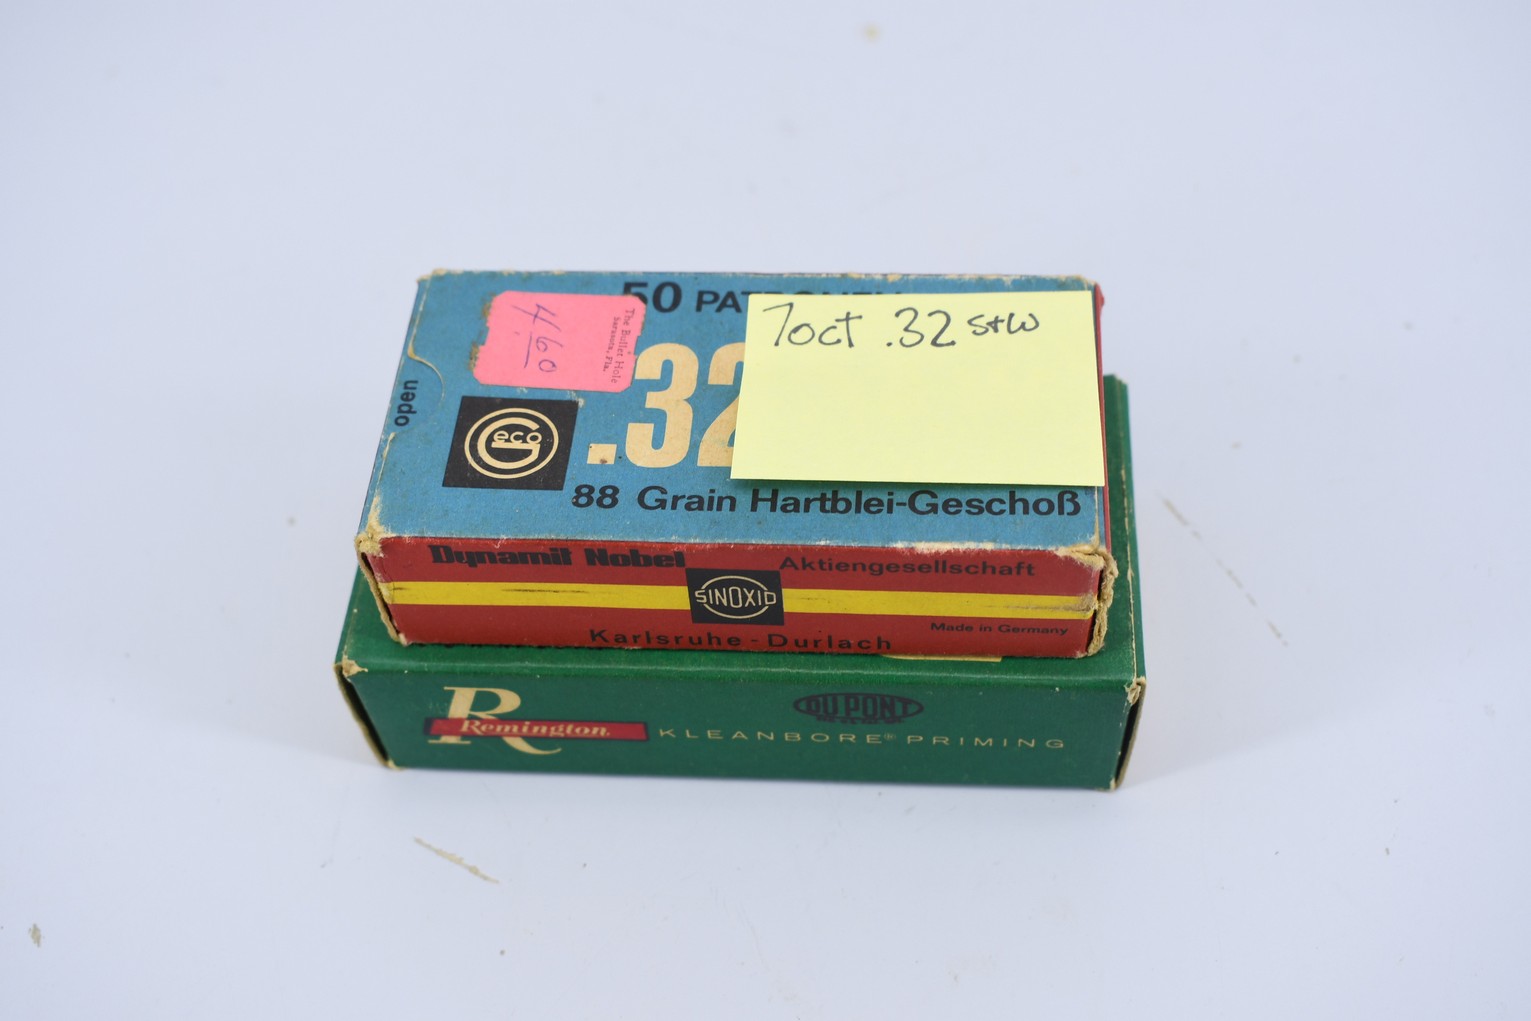 50
7oct .32 S+W
The Bullet Hole
Sarasota, Fla.
4.60
.32
open
Geco
88 Grain Hartblei-Geschoß
Dynamit Nobel Aktiengesellschaft
SINOXID
Made in Germany
Karlsruhe-Durlach
R
Remington
DU PONT
KLEANBORE® PRIMING